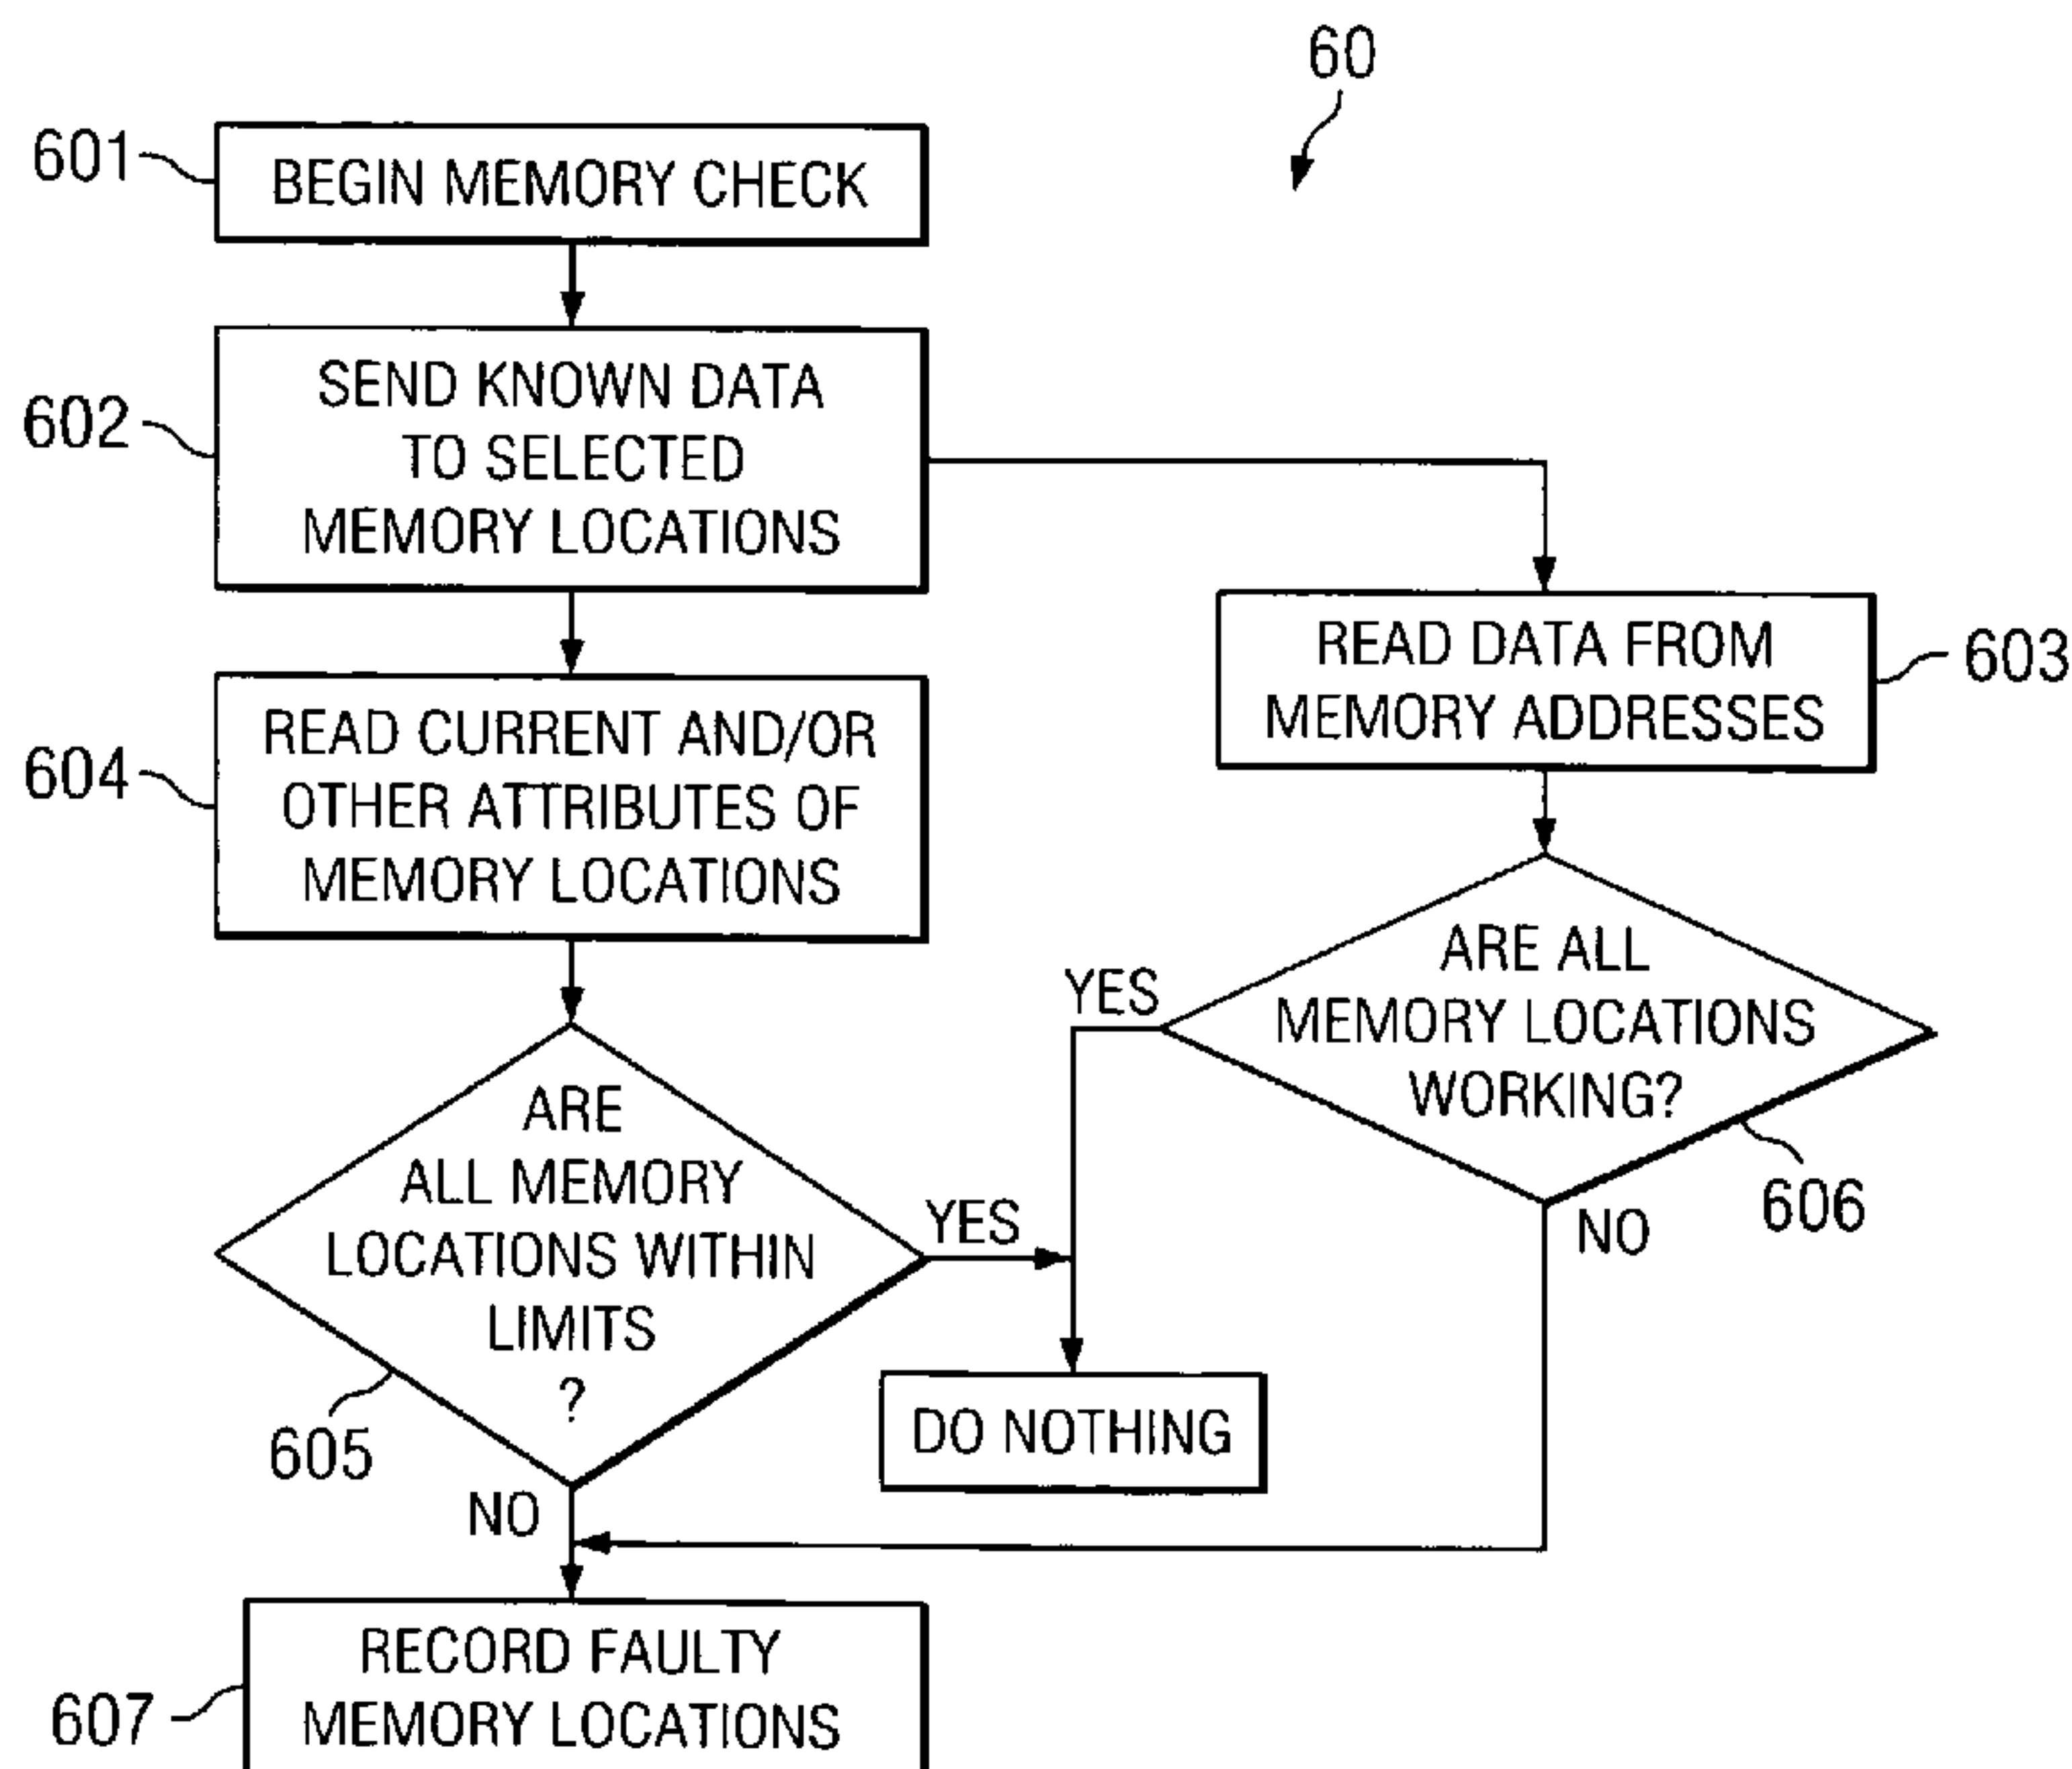 60
601
BEGIN MEMORY CHECK
602
SEND KNOWN DATA
TO SELECTED
MEMORY LOCATIONS
603
READ DATA FROM
MEMORY ADDRESSES
604
READ CURRENT AND/OR
OTHER ATTRIBUTES OF
MEMORY LOCATIONS
YES
ARE ALL
MEMORY LOCATIONS
WORKING?
606
NO
ARE
ALL MEMORY
LOCATIONS WITHIN
LIMITS
?
605
YES
NO
DO NOTHING
607
RECORD FAULTY
MEMORY LOCATIONS